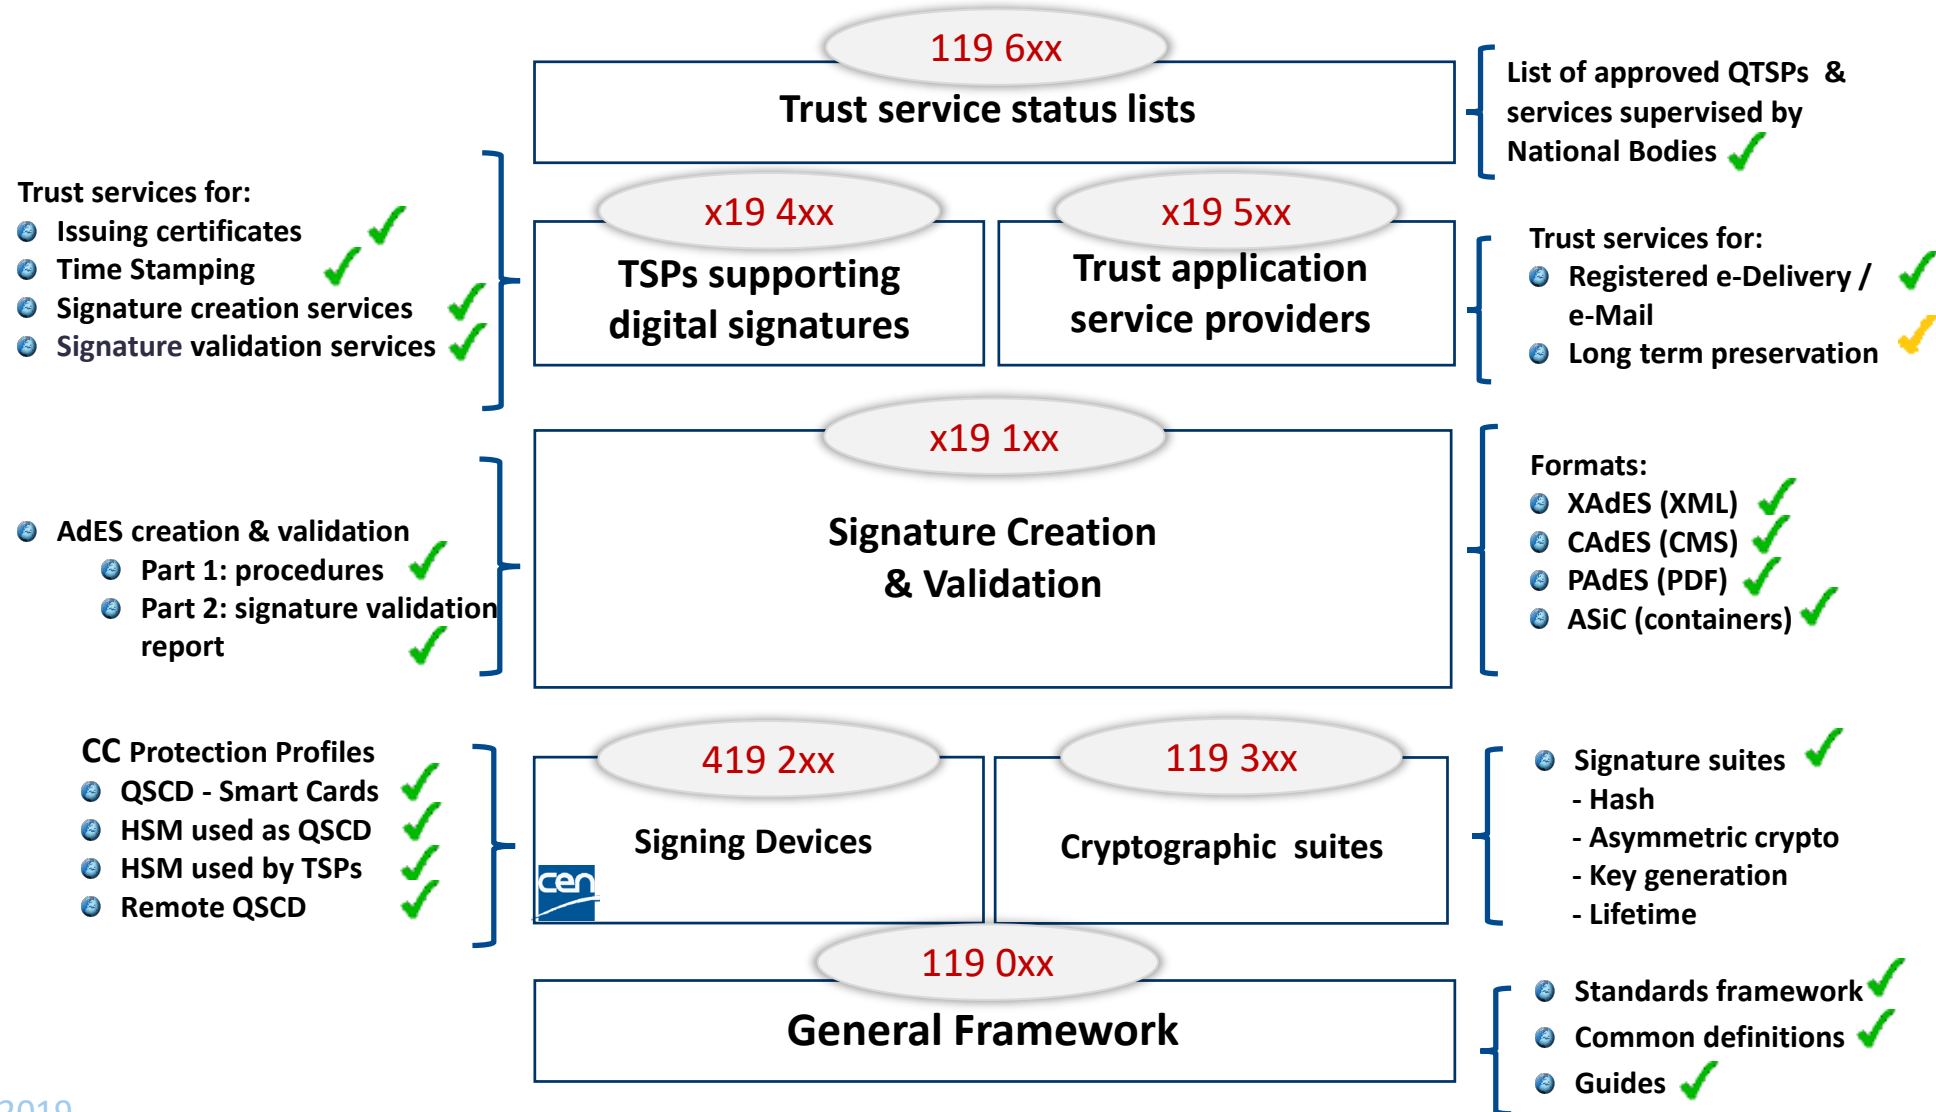 119 6xx
Trust service status lists
List of approved QTSPs &
services supervised by
National Bodies
Trust services for:
Issuing certificates
Time Stamping
Signature creation services
Signature validation services
x19 4xx
TSPs supporting
digital signatures
x19 5xx
Trust application
service providers
Trust services for:
Registered e-Delivery /
e-Mail
Long term preservation
x19 1xx
Signature Creation
& Validation
AdES creation & validation
Part 1: procedures
Part 2: signature validation
report
Formats:
XAdES (XML)
CAdES (CMS)
PAdES (PDF)
ASiC (containers)
CC Protection Profiles
QSCD - Smart Cards
HSM used as QSCD
HSM used by TSPs
Remote QSCD
419 2xx
Signing Devices
cen
119 3xx
Cryptographic suites
Signature suites
- Hash
- Asymmetric crypto
- Key generation
- Lifetime
119 0xx
General Framework
Standards framework
Common definitions
Guides
2019